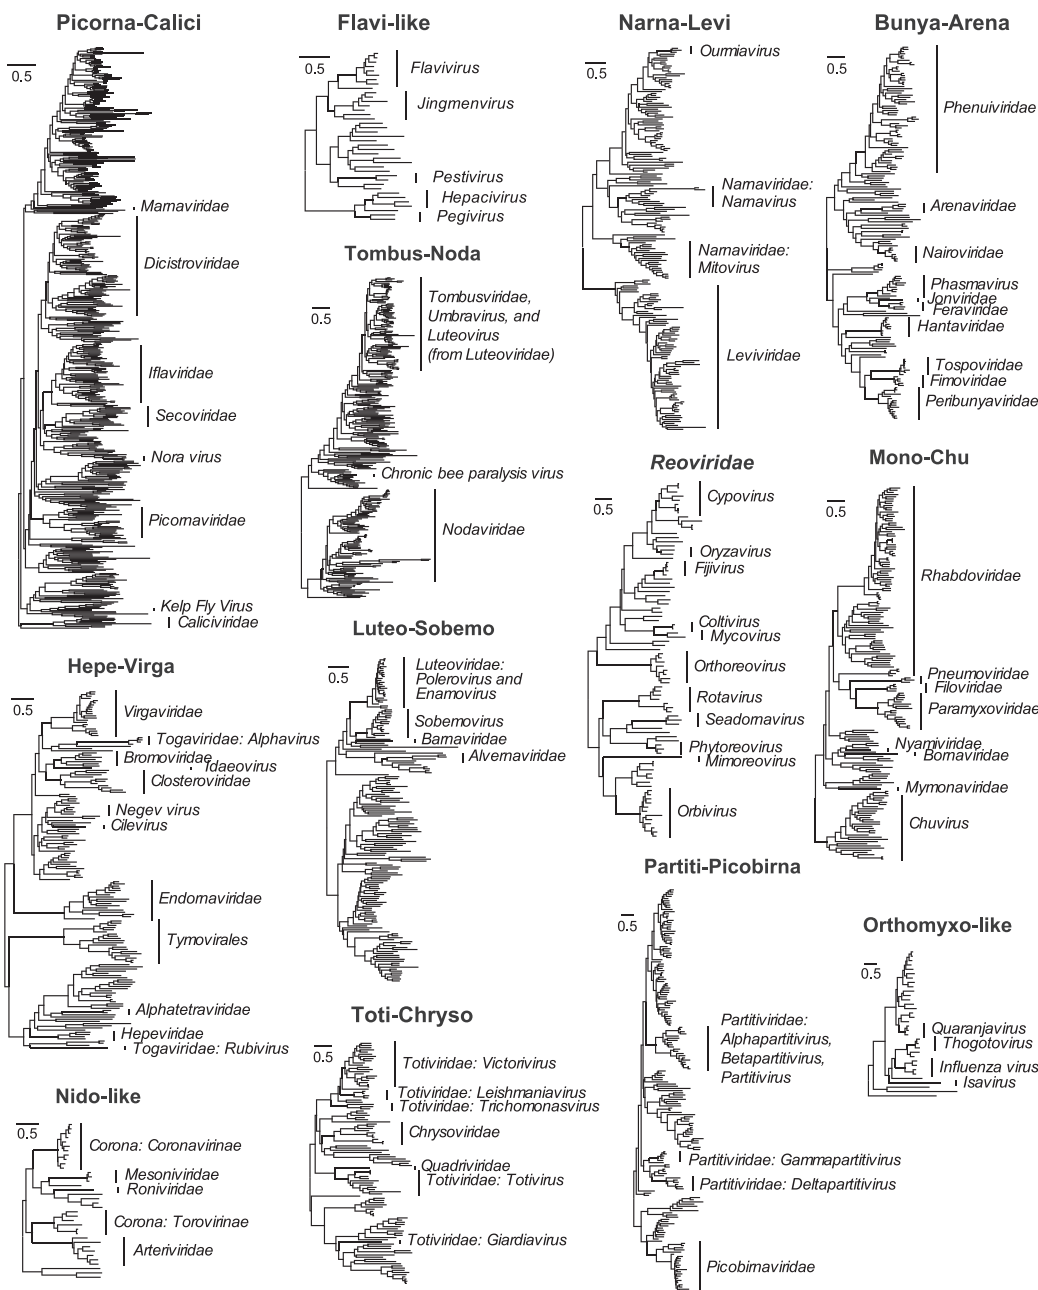 Picorna-Calici
0.5
Marnaviridae
Dicistroviridae
Iflaviridae
Secoviridae
Nora virus
Picornaviridae
Kelp Fly Virus
Caliciviridae
Flavi-like
0.5
Flavivirus
Jingmenvirus
Pestivirus
Hepacivirus
Pegivirus
Tombus-Noda
0.5
Tombusviridae,
Umbravirus, and
Luteovirus
(from Luteoviridae)
Chronic bee paralysis virus
Nodaviridae
Narna-Levi
0.5
Ourmiavirus
Narnaviridae:
Narnavirus
Narnaviridae:
Mitovirus
Leviviridae
Bunya-Arena
0.5
Phenuiviridae
Arenaviridae
Nairoviridae
Phasmavirus
Jonviridae
Feraviridae
Hantaviridae
Tospoviridae
Fimoviridae
Peribunyaviridae
Hepe-Virga
0.5
Virgaviridae
Togaviridae: Alphavirus
Bromoviridae
Idaeovirus
Closteroviridae
Negev virus
Cilevirus
Endornaviridae
Tymovirales
Alphatetraviridae
Hepeviridae
Togaviridae: Rubivirus
Luteo-Sobemo
0.5
Luteoviridae:
Polerovirus and
Enamovirus
Sobemovirus
Barnaviridae
Alvernaviridae
Reoviridae
0.5
Cypovirus
Oryzavirus
Fijivirus
Coltivirus
Mycovirus
Orthoreovirus
Rotavirus
Seadornavirus
Phytoreovirus
Mimoreovirus
Orbivirus
Mono-Chu
0.5
Rhabdoviridae
Pneumoviridae
Filoviridae
Paramyxoviridae
Nyamiviridae
Bornaviridae
Mymonaviridae
Chuvirus
Nido-like
0.5
Corona: Coronavirinae
Mesoniviridae
Roniviridae
Corona: Torovirinae
Arteriviridae
Toti-Chryso
0.5
Totiviridae: Victorivirus
Totiviridae: Leishmaniavirus
Totiviridae: Trichomonasvirus
Chrysoviridae
Quadriviridae
Totiviridae: Totivirus
Totiviridae: Giardiavirus
Partiti-Picobirna
0.5
Partitiviridae:
Alphapartitivirus,
Betapartitivirus,
Partitivirus
Partitiviridae: Gammapartitivirus
Partitiviridae: Deltapartitivirus
Picobirnaviridae
Orthomyxo-like
0.5
Quaranjavirus
Thogotovirus
Influenza virus
Isavirus